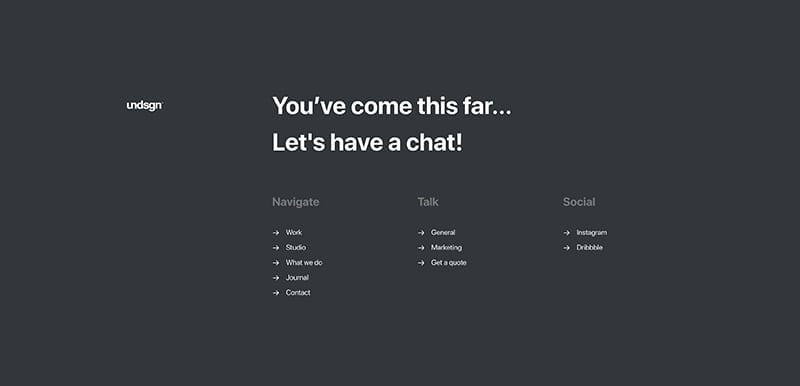 undsgn™
You’ve come this far...
Let's have a chat!
Navigate
→ Work
→ Studio
→ What we do
→ Journal
→ Contact
Talk
→ General
→ Marketing
→ Get a quote
Social
→ Instagram
→ Dribbble